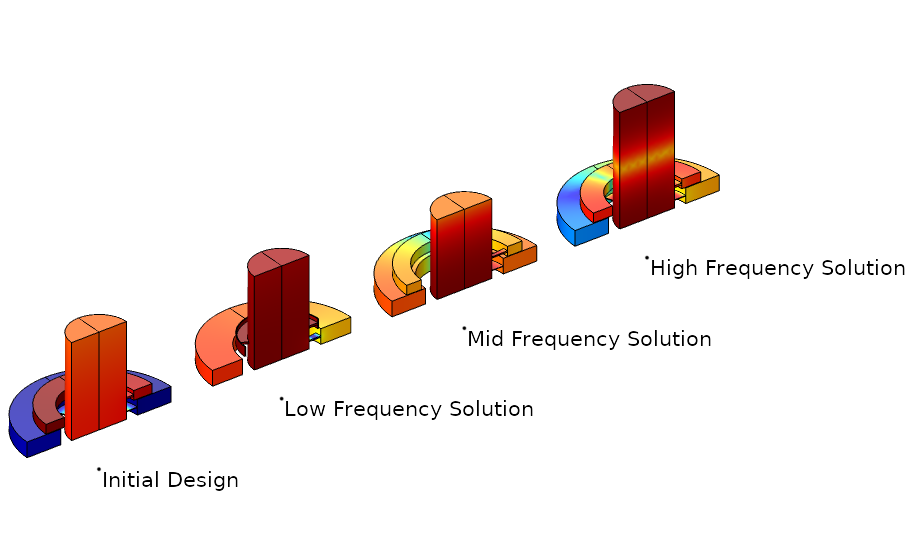 High Frequency Solution
Mid Frequency Solution
Low Frequency Solution
Initial Design